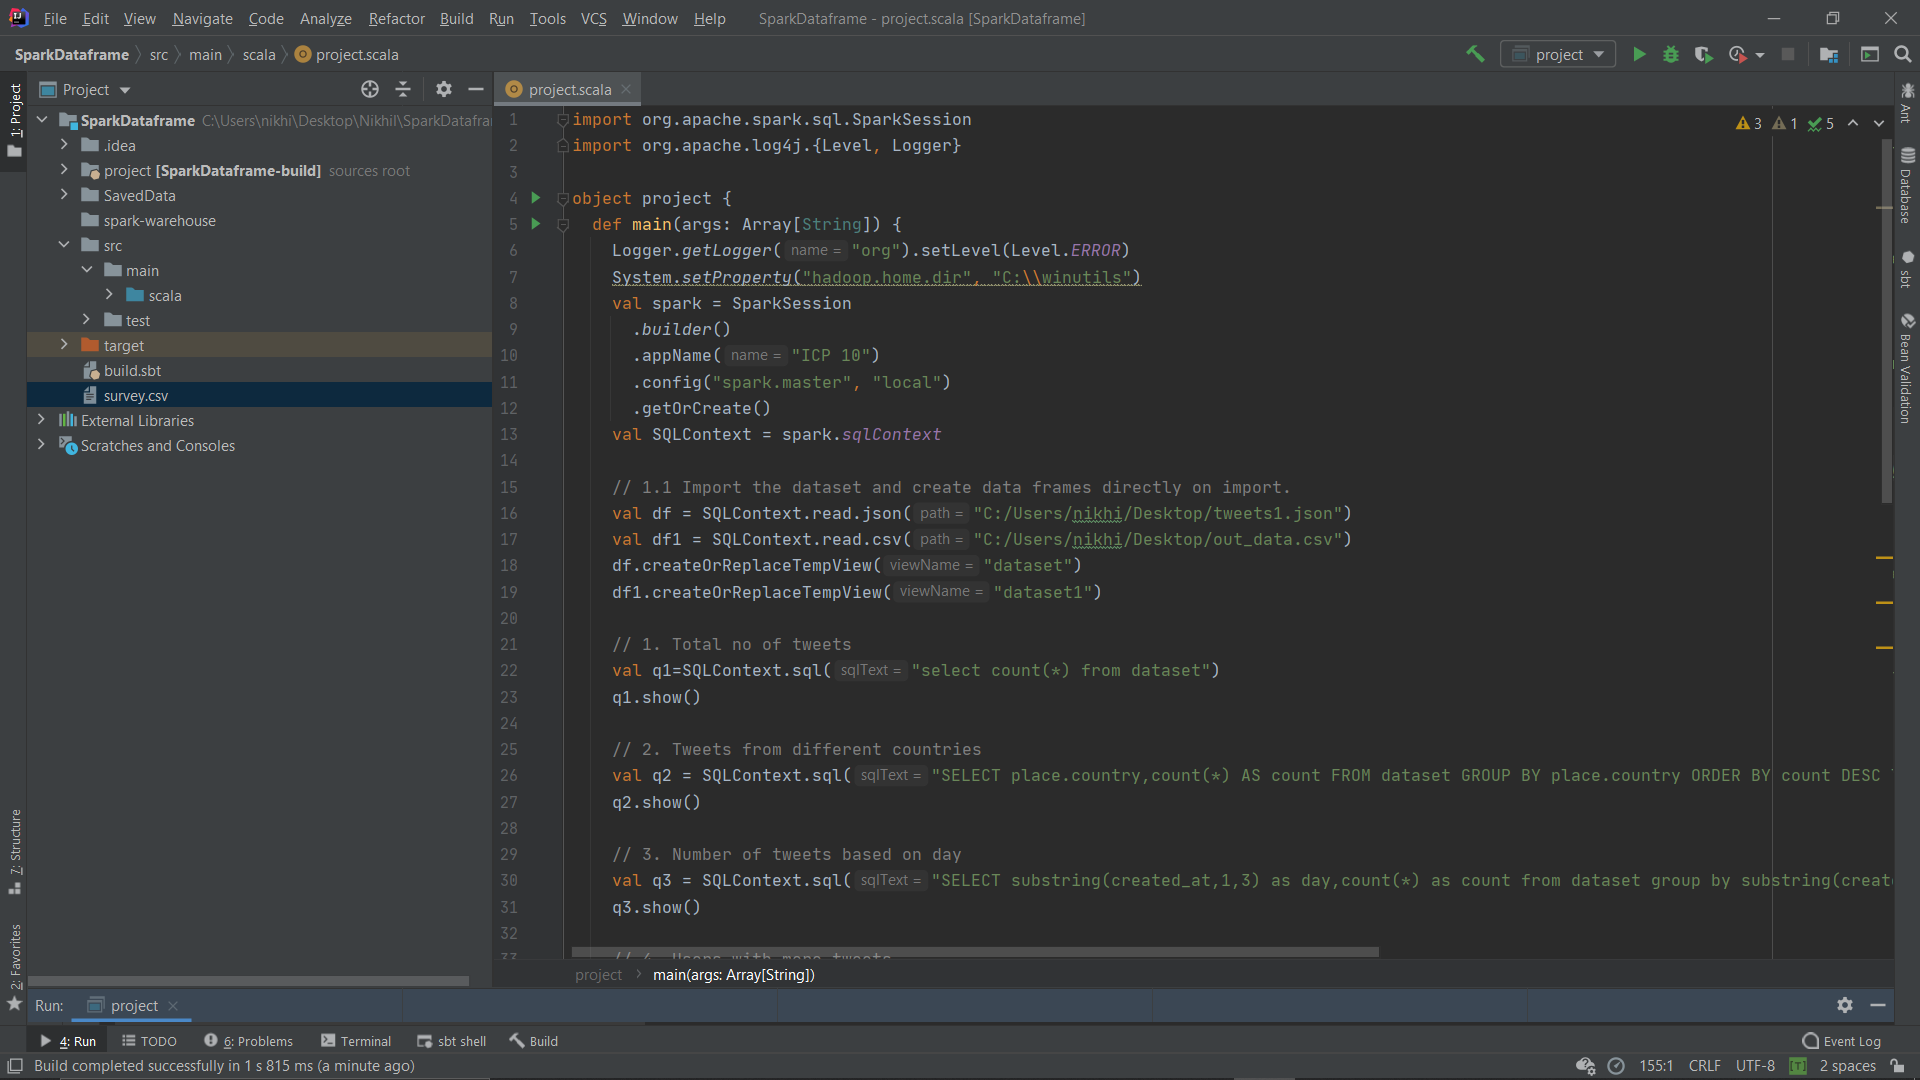 File Edit View Navigate Code Analyze Refactor Build Run Tools VCS Window Help SparkDataframe - project.scala [SparkDataframe]
SparkDataframe src main scala project.scala
project
1: Project
Project
SparkDataframe C:\Users\nikhi\Desktop\Nikhil\SparkDatafra
.idea
project [SparkDataframe-build] sources root
SavedData
spark-warehouse
src
main
scala
test
target
build.sbt
survey.csv
External Libraries
Scratches and Consoles
7: Structure
2: Favorites
project.scala
3 1 5
1 import org.apache.spark.sql.SparkSession
2 import org.apache.log4j.{Level, Logger}
3
4 object project {
5 def main(args: Array[String]) {
6 Logger.getLogger( name = "org").setLevel(Level.ERROR)
7 System.setProperty("hadoop.home.dir", "C:\\winutils")
8 val spark = SparkSession
9 .builder()
10 .appName( name = "ICP 10")
11 .config("spark.master", "local")
12 .getOrCreate()
13 val SQLContext = spark.sqlContext
14
15 // 1.1 Import the dataset and create data frames directly on import.
16 val df = SQLContext.read.json( path = "C:/Users/nikhi/Desktop/tweets1.json")
17 val df1 = SQLContext.read.csv( path = "C:/Users/nikhi/Desktop/out_data.csv")
18 df.createOrReplaceTempView( viewName = "dataset")
19 df1.createOrReplaceTempView( viewName = "dataset1")
20
21 // 1. Total no of tweets
22 val q1=SQLContext.sql( sqlText = "select count(*) from dataset")
23 q1.show()
24
25 // 2. Tweets from different countries
26 val q2 = SQLContext.sql( sqlText = "SELECT place.country,count(*) AS count FROM dataset GROUP BY place.country ORDER BY count DESC
27 q2.show()
28
29 // 3. Number of tweets based on day
30 val q3 = SQLContext.sql( sqlText = "SELECT substring(created_at,1,3) as day,count(*) as count from dataset group by substring(creat
31 q3.show()
32
33 // 4. Users with more tweets
Ant
Database
sbt
Bean Validation
project main(args: Array[String])
Run: project
4: Run TODO 6: Problems Terminal sbt shell Build Event Log
Build completed successfully in 1 s 815 ms (a minute ago) 155:1 CRLF UTF-8 [T] 2 spaces